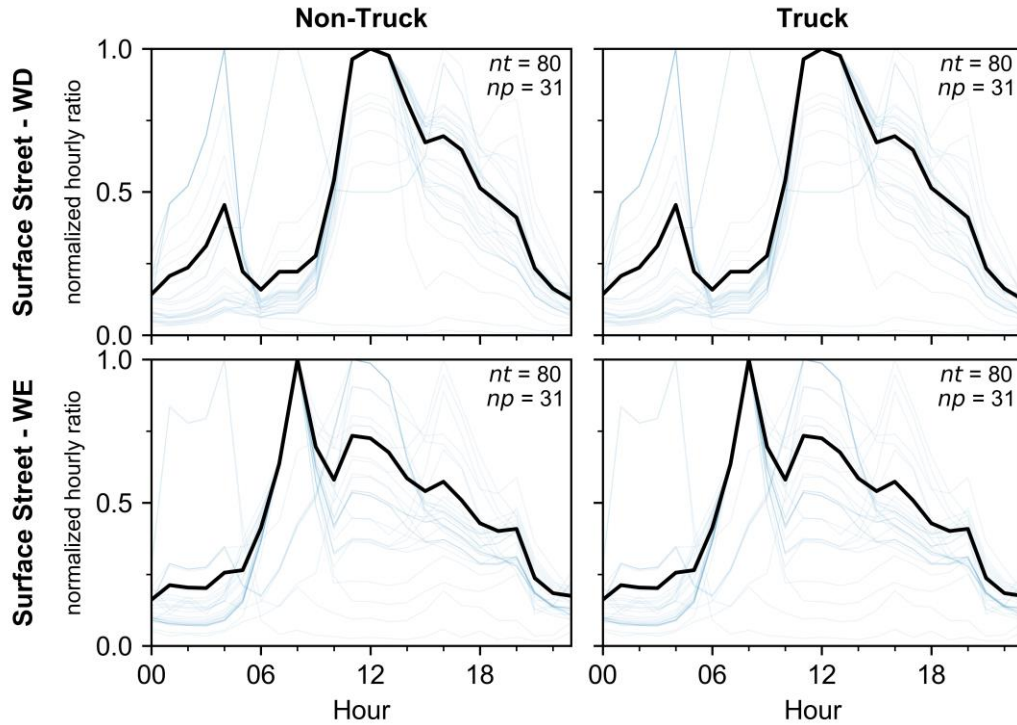 Non-Truck
Truck
Surface Street - WD
normalized hourly ratio
1.0
0.5
0.0
nt = 80
np = 31
nt = 80
np = 31
Surface Street - WE
normalized hourly ratio
1.0
0.5
0.0
nt = 80
np = 31
nt = 80
np = 31
00 06 12 18
00 06 12 18
Hour
Hour